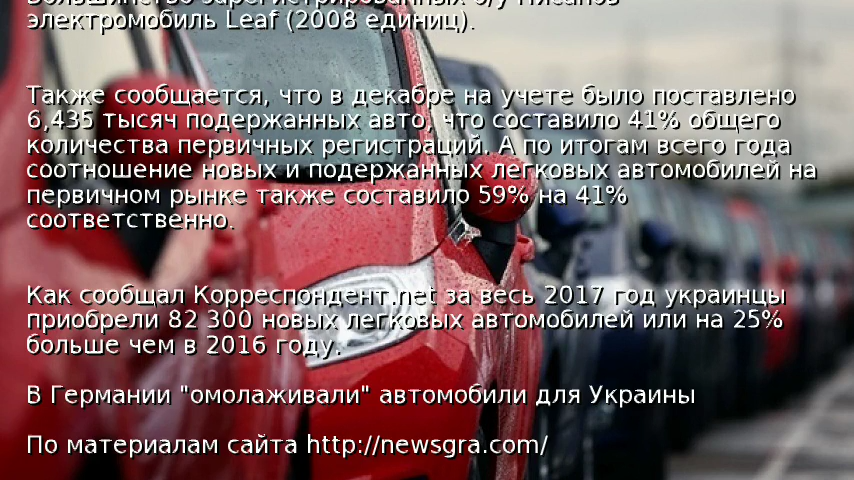 электромобиль Leaf (2008 единиц).
Также сообщается, что в декабре на учете было поставлено
6,435 тысяч подержанных авто, что составило 41% общего
количества первичных регистраций. А по итогам всего года
соотношение новых и подержанных легковых автомобилей на
первичном рынке также составило 59% на 41%
соответственно.
Как сообщал Корреспондент.net за весь 2017 год украинцы
приобрели 82 300 новых легковых автомобилей или на 25%
больше чем в 2016 году.
В Германии "омолаживали" автомобили для Украины
По материалам сайта http://newsgra.com/